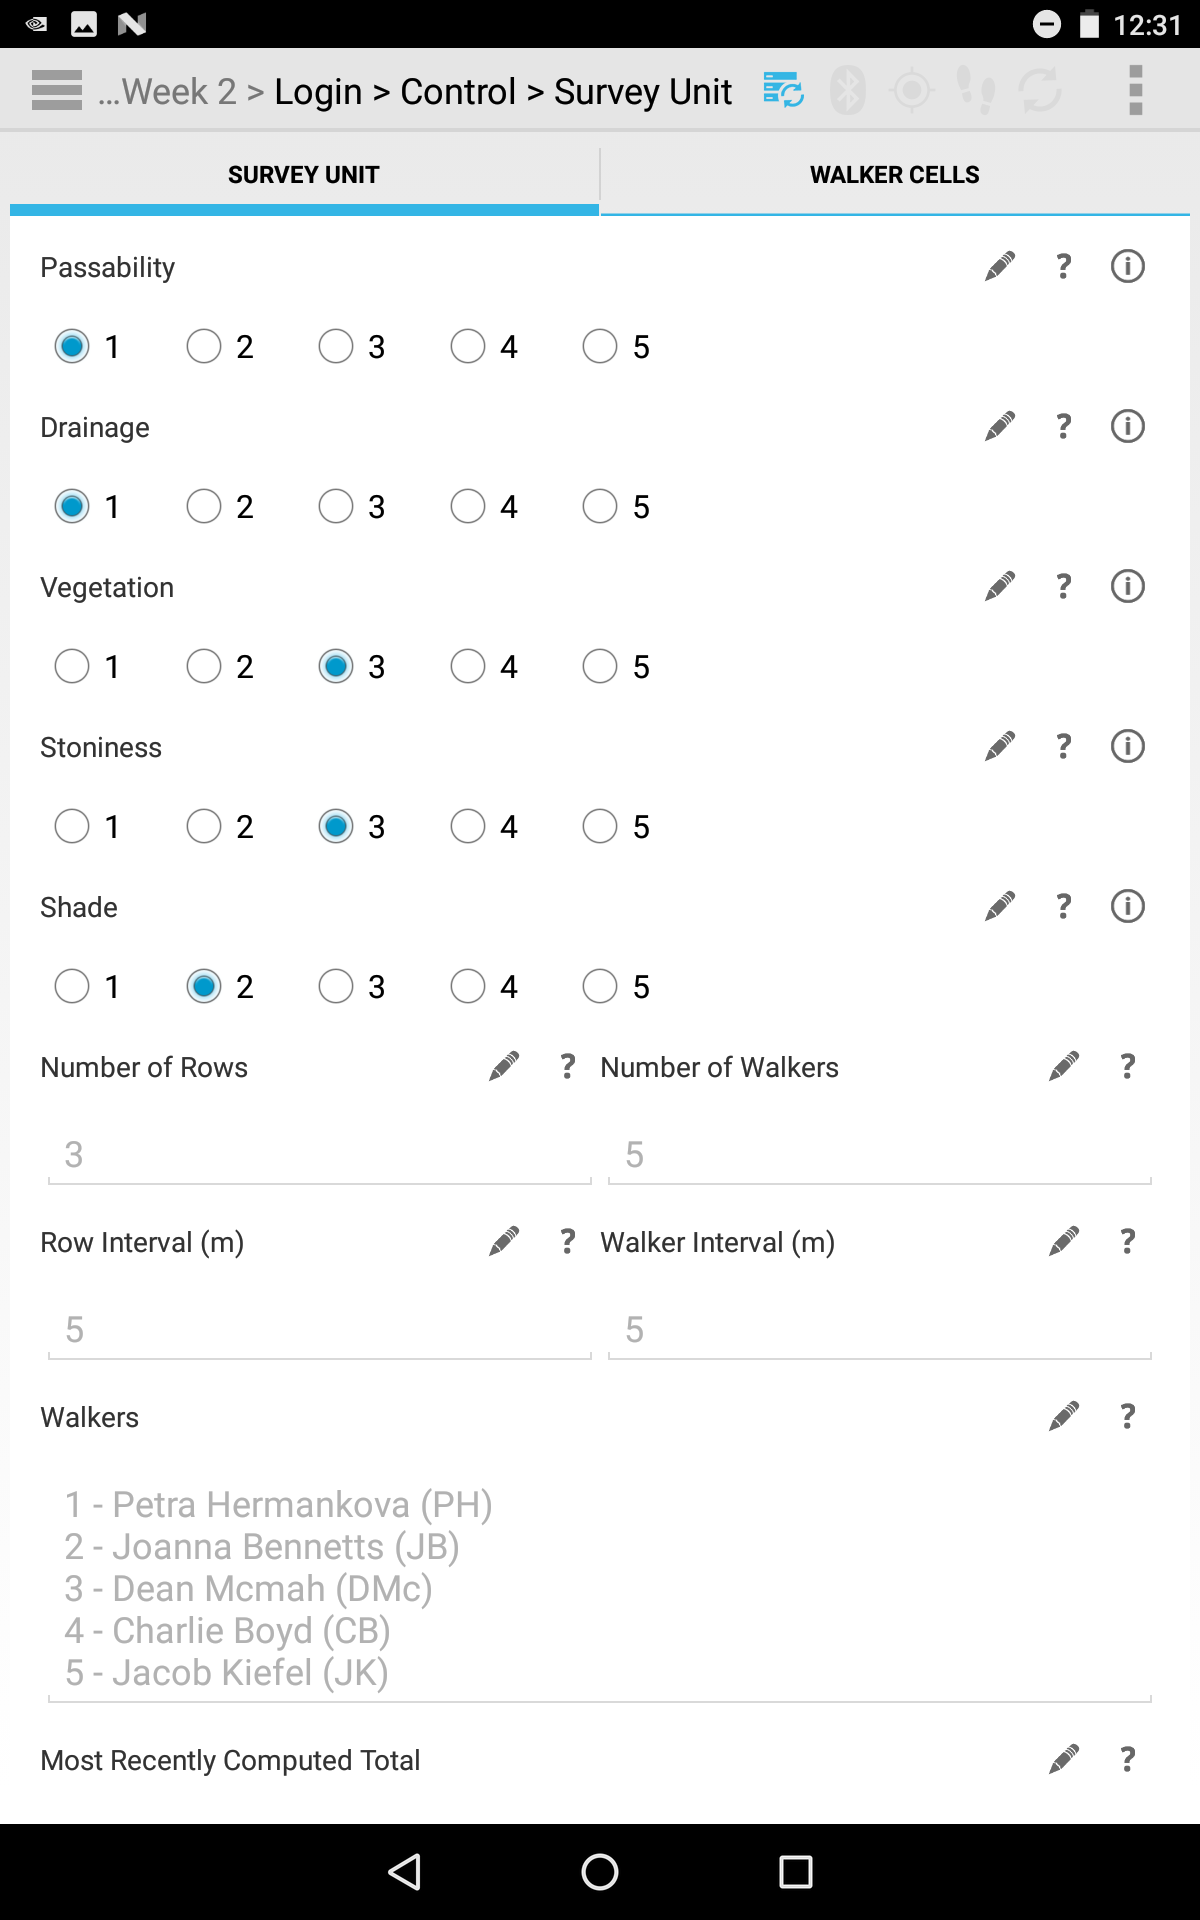 12:31
...Week 2 > Login > Control > Survey Unit
SURVEY UNIT WALKER CELLS
Passability ? i
1 2 3 4 5
Drainage ? i
1 2 3 4 5
Vegetation ? i
1 2 3 4 5
Stoniness ? i
1 2 3 4 5
Shade ? i
1 2 3 4 5
Number of Rows ? Number of Walkers ?
3 5
Row Interval (m) ? Walker Interval (m) ?
5 5
Walkers ?
1 - Petra Hermankova (PH)
2 - Joanna Bennetts (JB)
3 - Dean Mcmah (DMc)
4 - Charlie Boyd (CB)
5 - Jacob Kiefel (JK)
Most Recently Computed Total ?